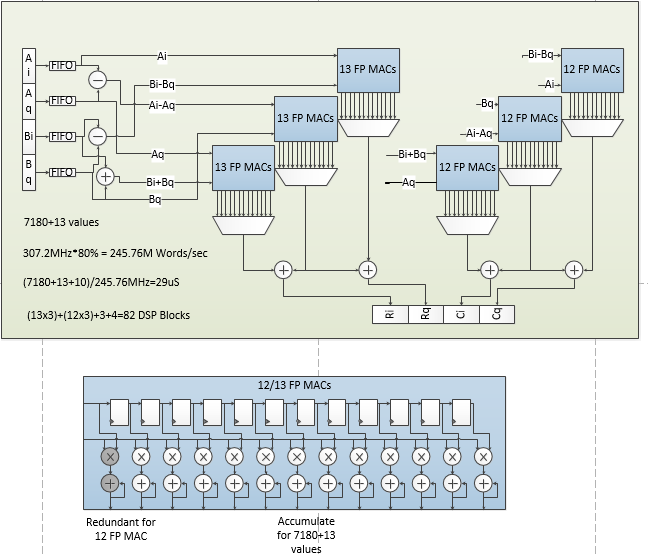 A
i
A
q
Bi
B
q
FIFO
FIFO
FIFO
FIFO
Ai
Bi-Bq
Ai-Aq
Aq
Bi+Bq
Bq
13 FP MACs
13 FP MACs
13 FP MACs
Bi-Bq
Ai
Bq
Ai-Aq
Bi+Bq
Aq
12 FP MACs
12 FP MACs
12 FP MACs
7180+13 values
307.2MHz*80% = 245.76M Words/sec
(7180+13+10)/245.76MHz=29uS
(13x3)+(12x3)+3+4=82 DSP Blocks
Ri
Rq
Ci
Cq
12/13 FP MACs
Redundant for
12 FP MAC
Accumulate
for 7180+13
values